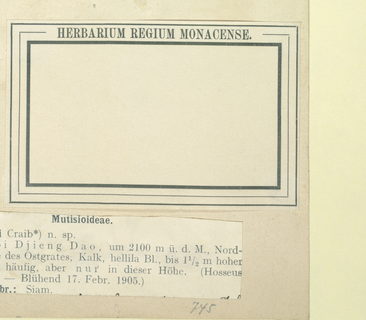 HERBARIUM REGIUM MONACENSE.
Mutisioideae.
i Craib*) n. sp.
oi Djieng Dao, um 2100 m ü. d. M., Nord-
e des Ostgrates, Kalk, hellila Bl., bis 1½ m hoher
häufig, aber nur in dieser Höhe. (Hosseus
— Blühend 17. Febr. 1905.)
br.: Siam.
745